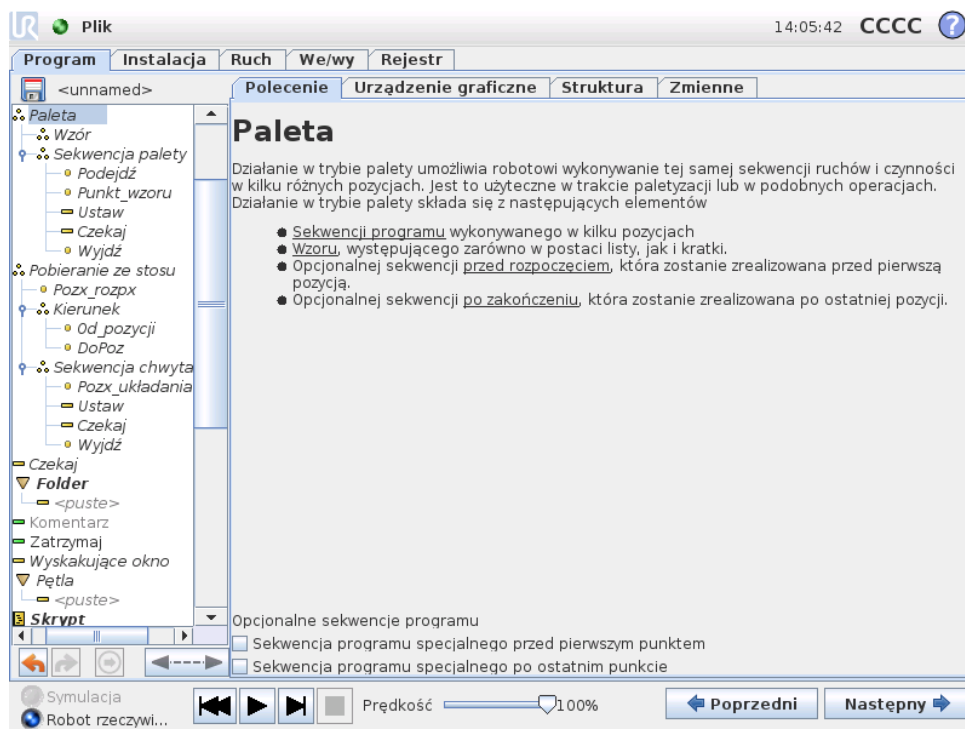 UR Plik 14:05:42 CCCC ?
Program Instalacja Ruch We/wy Rejestr
<unnamed>
Polecenie Urządzenie graficzne Struktura Zmienne
Paleta
Wzór
Sekwencja palety
Podejdź
Punkt_wzoru
Ustaw
Czekaj
Wyjdź
Pobieranie ze stosu
Pozx_rozpx
Kierunek
Od_pozycji
DoPoz
Sekwencja chwyta
Pozx_układania
Ustaw
Czekaj
Wyjdź
Czekaj
Folder
<puste>
Komentarz
Zatrzymaj
Wyskakujące okno
Pętla
<puste>
Skrypt
Paleta
Działanie w trybie palety umożliwia robotowi wykonywanie tej samej sekwencji ruchów i czynności
w kilku różnych pozycjach. Jest to użyteczne w trakcie paletyzacji lub w podobnych operacjach.
Działanie w trybie palety składa się z następujących elementów
Sekwencji programu wykonywanego w kilku pozycjach
Wzoru, występującego zarówno w postaci listy, jak i kratki.
Opcjonalnej sekwencji przed rozpoczęciem, która zostanie zrealizowana przed pierwszą
pozycją.
Opcjonalnej sekwencji po zakończeniu, która zostanie zrealizowana po ostatniej pozycji.
Opcjonalne sekwencje programu
Sekwencja programu specjalnego przed pierwszym punktem
Sekwencja programu specjalnego po ostatnim punkcie
Symulacja
Robot rzeczywi...
Prędkość 100%
Poprzedni Następny